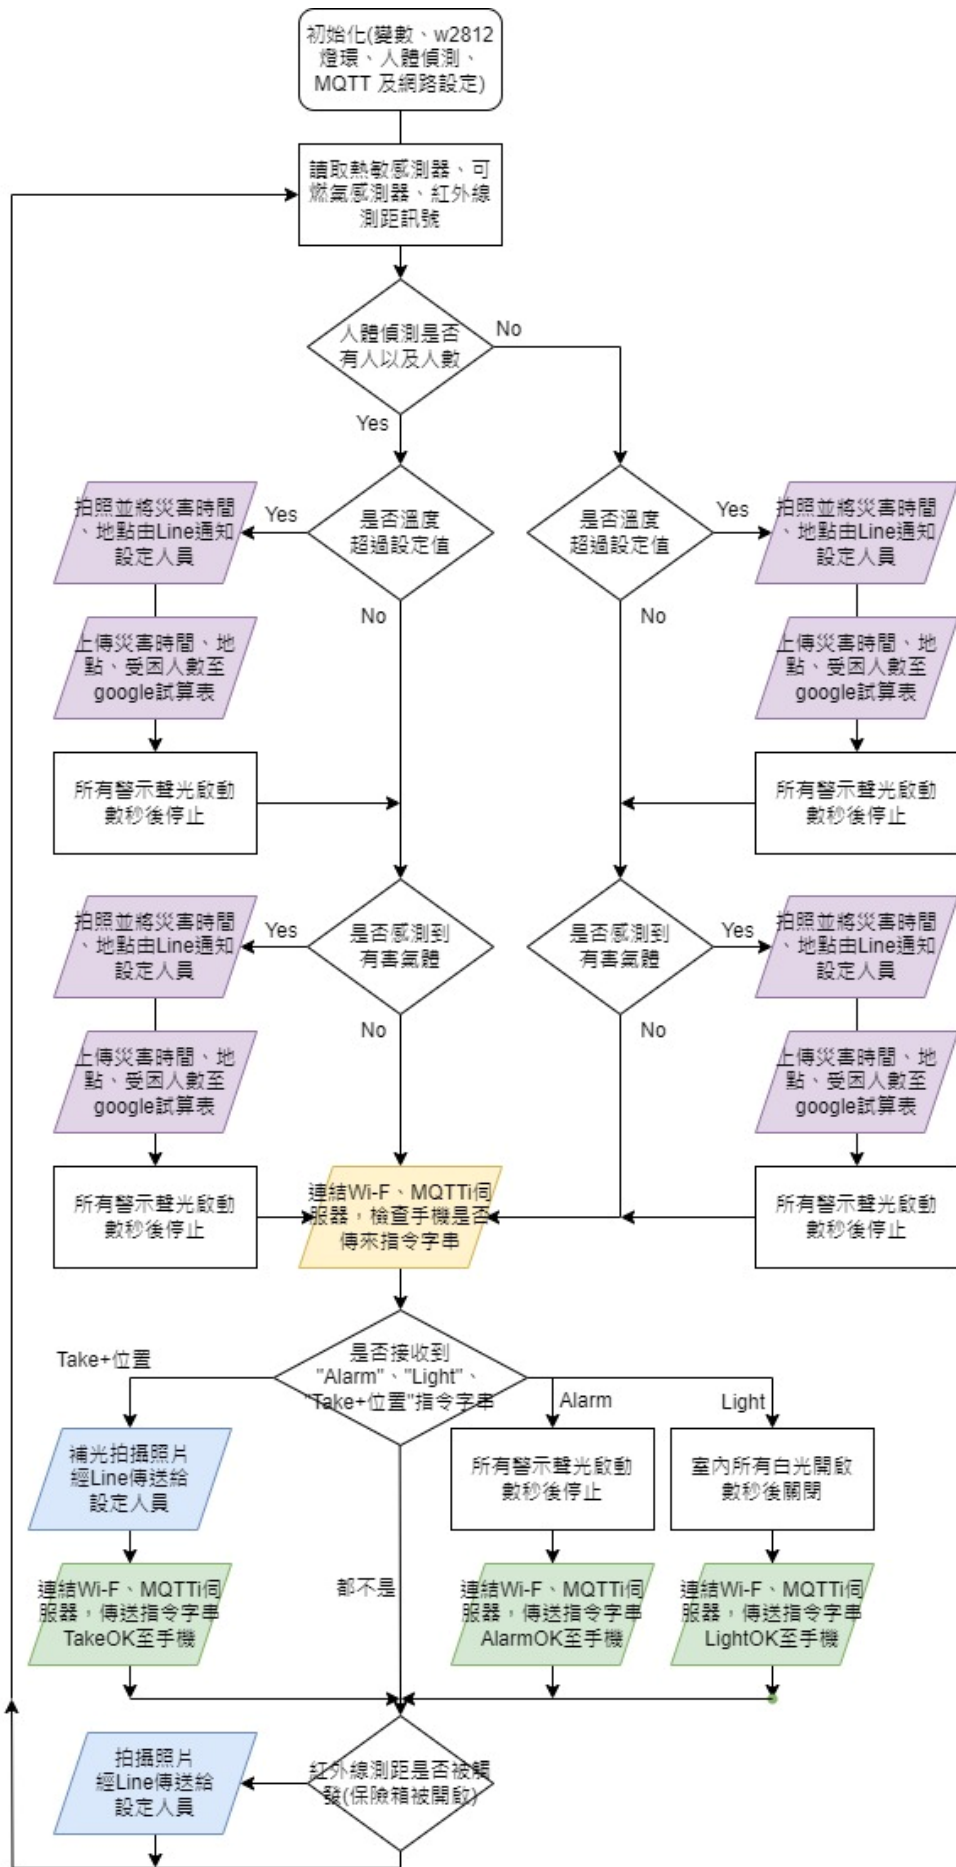 初始化(變數、w2812
燈環、人體偵測、
MQTT 及網路設定)
讀取熱敏感測器、可
燃氣感測器、紅外線
測距訊號
人體偵測是否
有人以及人數
No
Yes
拍照並將災害時間
、地點由Line通知
設定人員
Yes
是否溫度
超過設定值
是否溫度
超過設定值
Yes
拍照並將災害時間
、地點由Line通知
設定人員
No
No
上傳災害時間、地
點、受困人數至
google試算表
上傳災害時間、地
點、受困人數至
google試算表
所有警示聲光啟動
數秒後停止
所有警示聲光啟動
數秒後停止
拍照並將災害時間
、地點由Line通知
設定人員
Yes
是否感測到
有害氣體
是否感測到
有害氣體
Yes
拍照並將災害時間
、地點由Line通知
設定人員
No
No
上傳災害時間、地
點、受困人數至
google試算表
上傳災害時間、地
點、受困人數至
google試算表
所有警示聲光啟動
數秒後停止
連結Wi-F、MQTTi伺
服器，檢查手機是否
傳來指令字串
所有警示聲光啟動
數秒後停止
Take+位置
是否接收到
"Alarm"、"Light"、
"Take+位置"指令字串
Alarm
Light
補光拍攝照片
經Line傳送給
設定人員
所有警示聲光啟動
數秒後停止
室內所有白光開啟
數秒後關閉
都不是
連結Wi-F、MQTTi伺
服器，傳送指令字串
TakeOK至手機
連結Wi-F、MQTTi伺
服器，傳送指令字串
AlarmOK至手機
連結Wi-F、MQTTi伺
服器，傳送指令字串
LightOK至手機
拍攝照片
經Line傳送給
設定人員
紅外線測距是否被觸
發(保險箱被開啟)